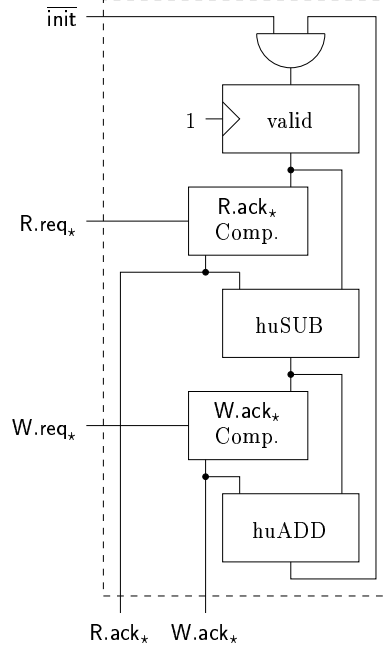 init
1
valid
R.req⋆
R.ack⋆
Comp.
huSUB
W.req⋆
W.ack⋆
Comp.
huADD
R.ack⋆ W.ack⋆